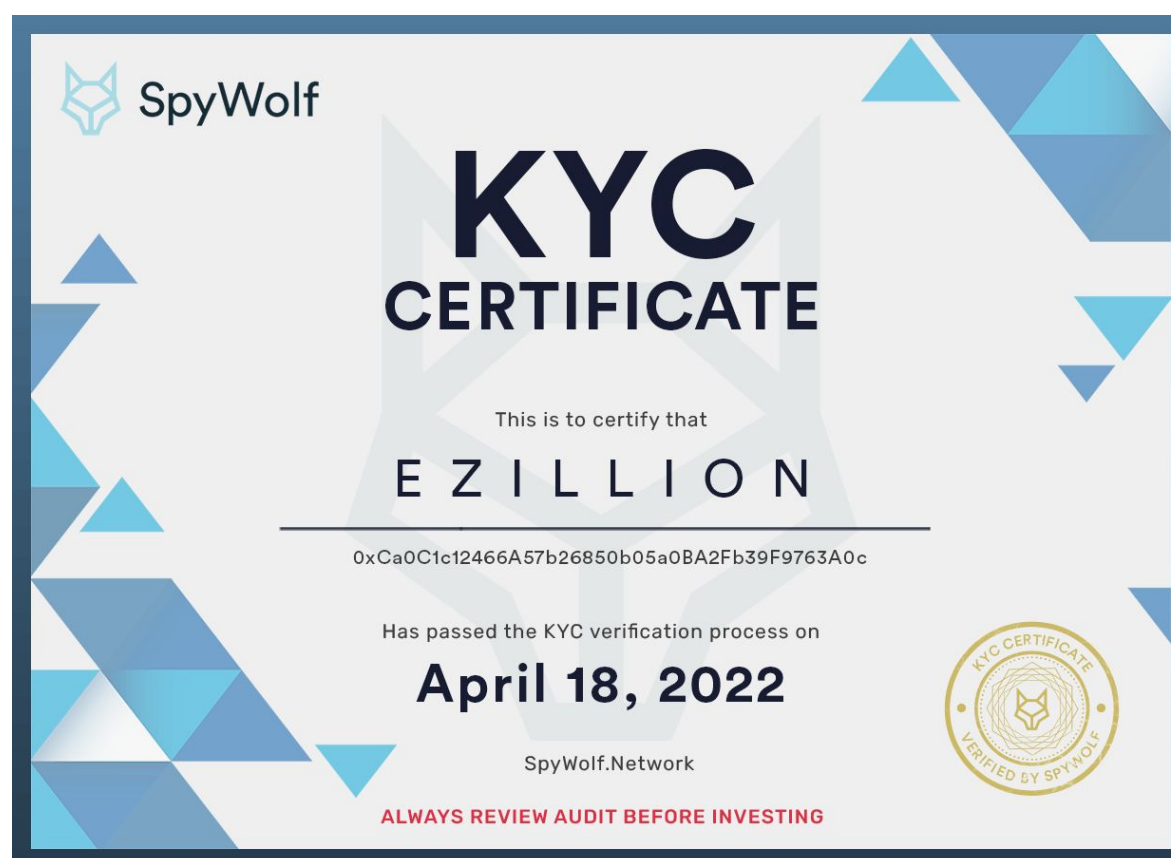 SpyWolf
KYC
CERTIFICATE
This is to certify that
EZILLION
0xCa0C1c12466A57b26850b05a0BA2Fb39F9763A0c
Has passed the KYC verification process on
April 18, 2022
SpyWolf.Network
ALWAYS REVIEW AUDIT BEFORE INVESTING
KYC CERTIFICATE
VERIFIED BY SPYWOLF